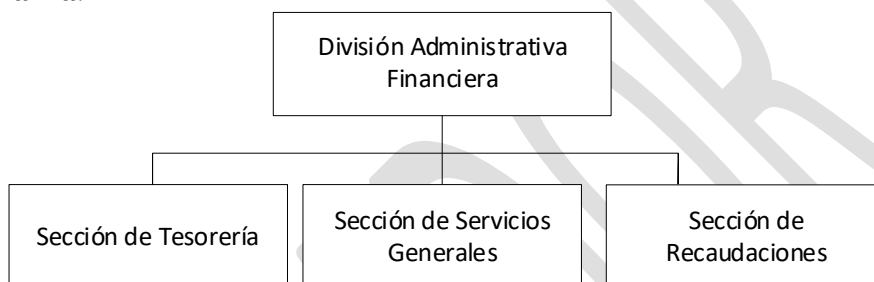 División Administrativa
Financiera
Sección de Tesorería
Sección de Servicios
Generales
Sección de
Recaudaciones